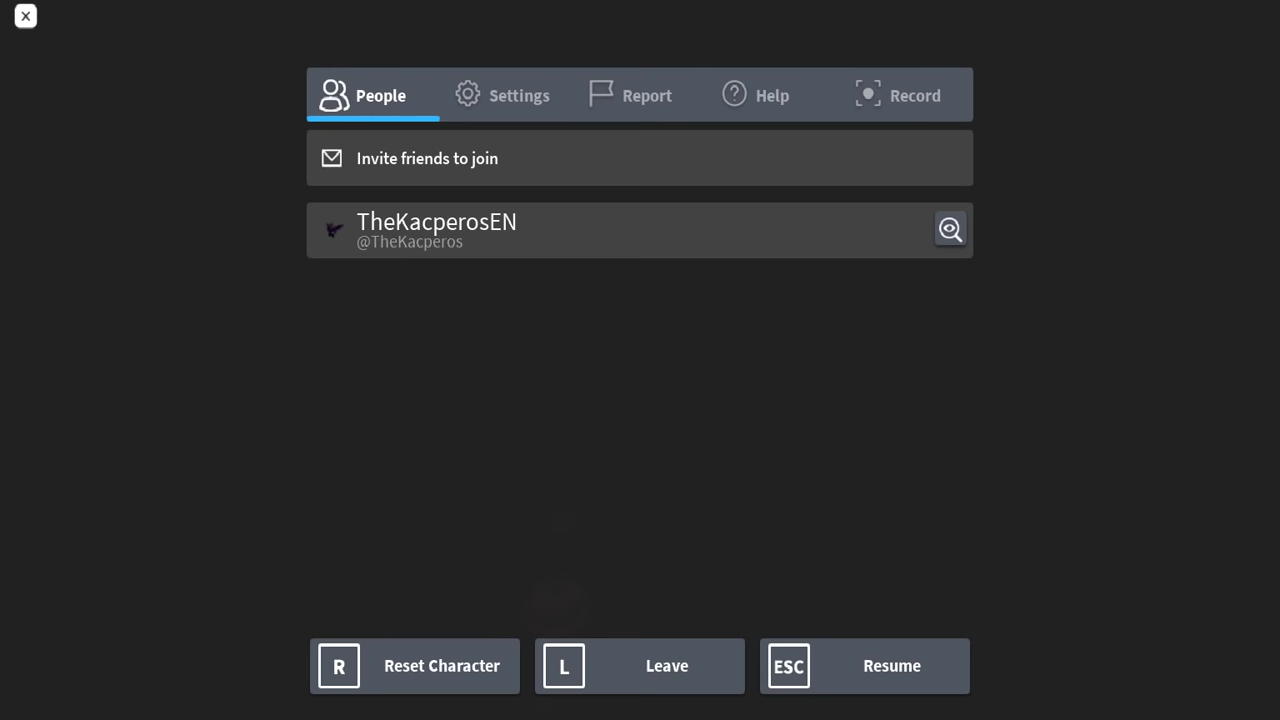 People
Settings
Report
Help
Record
Invite friends to join
TheKacperosEN
@TheKacperos
R Reset Character
L Leave
ESC Resume